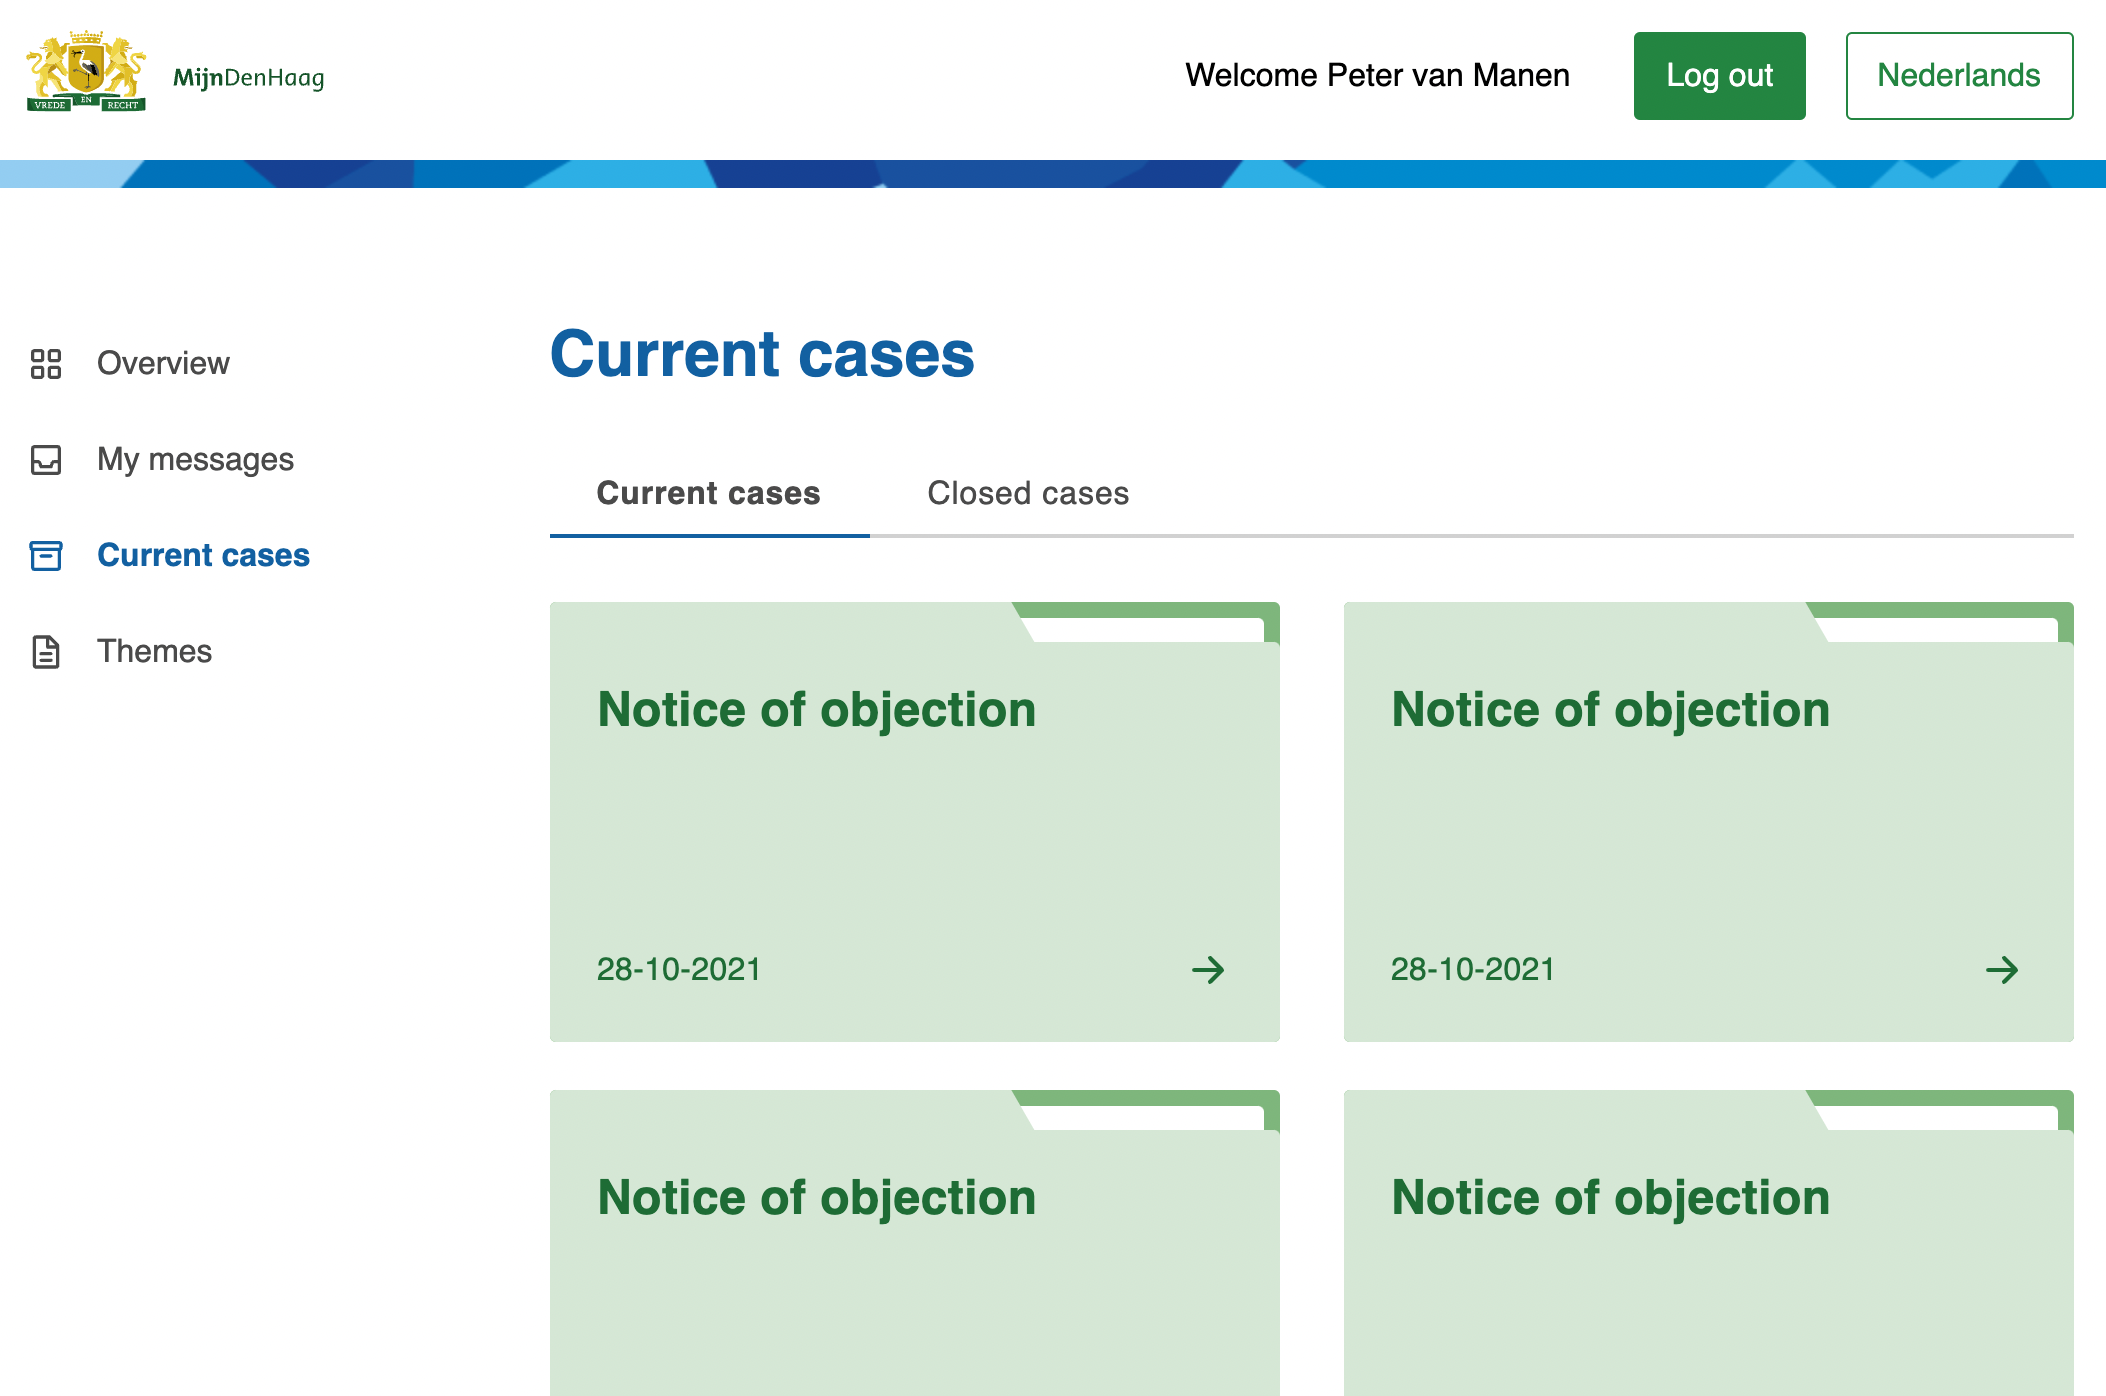 VREDE EN RECHT
MijnDenHaag
Welcome Peter van Manen
Log out
Nederlands
Overview
My messages
Current cases
Themes
Current cases
Current cases
Closed cases
Notice of objection
28-10-2021
Notice of objection
28-10-2021
Notice of objection
Notice of objection